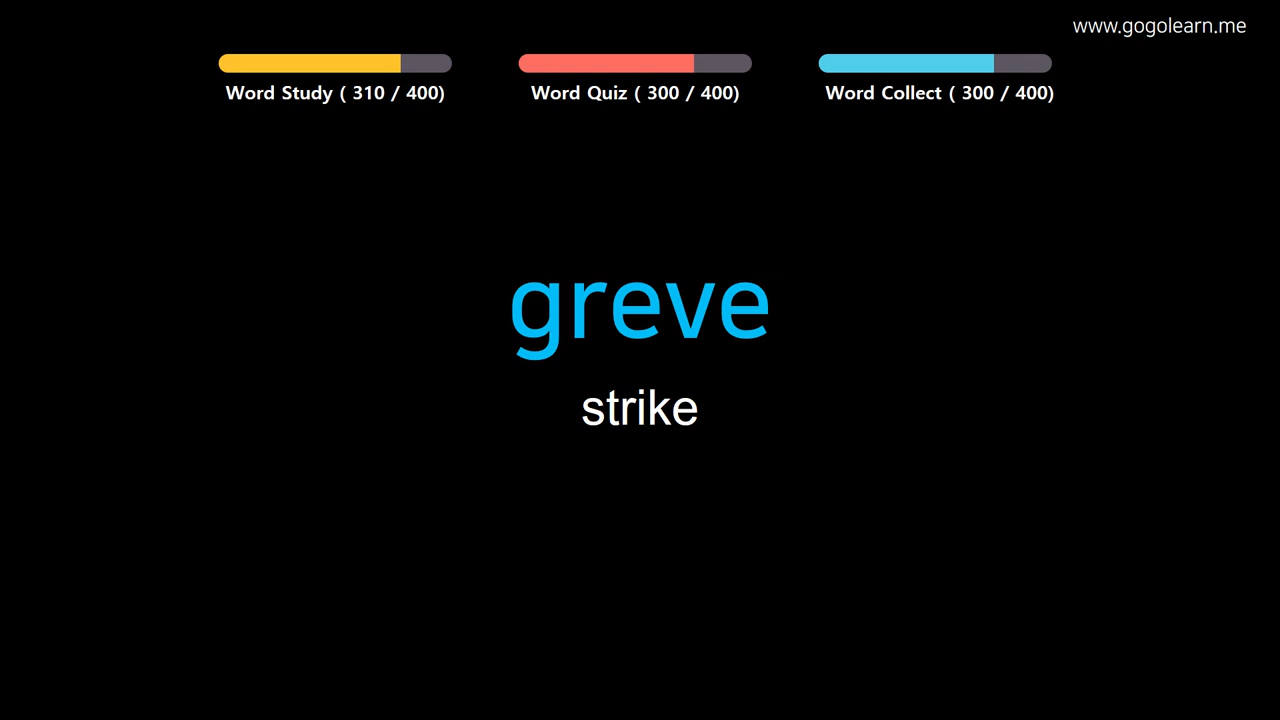 www.gogolearn.me
Word Study ( 310 / 400)
Word Quiz ( 300 / 400)
Word Collect ( 300 / 400)
greve
strike